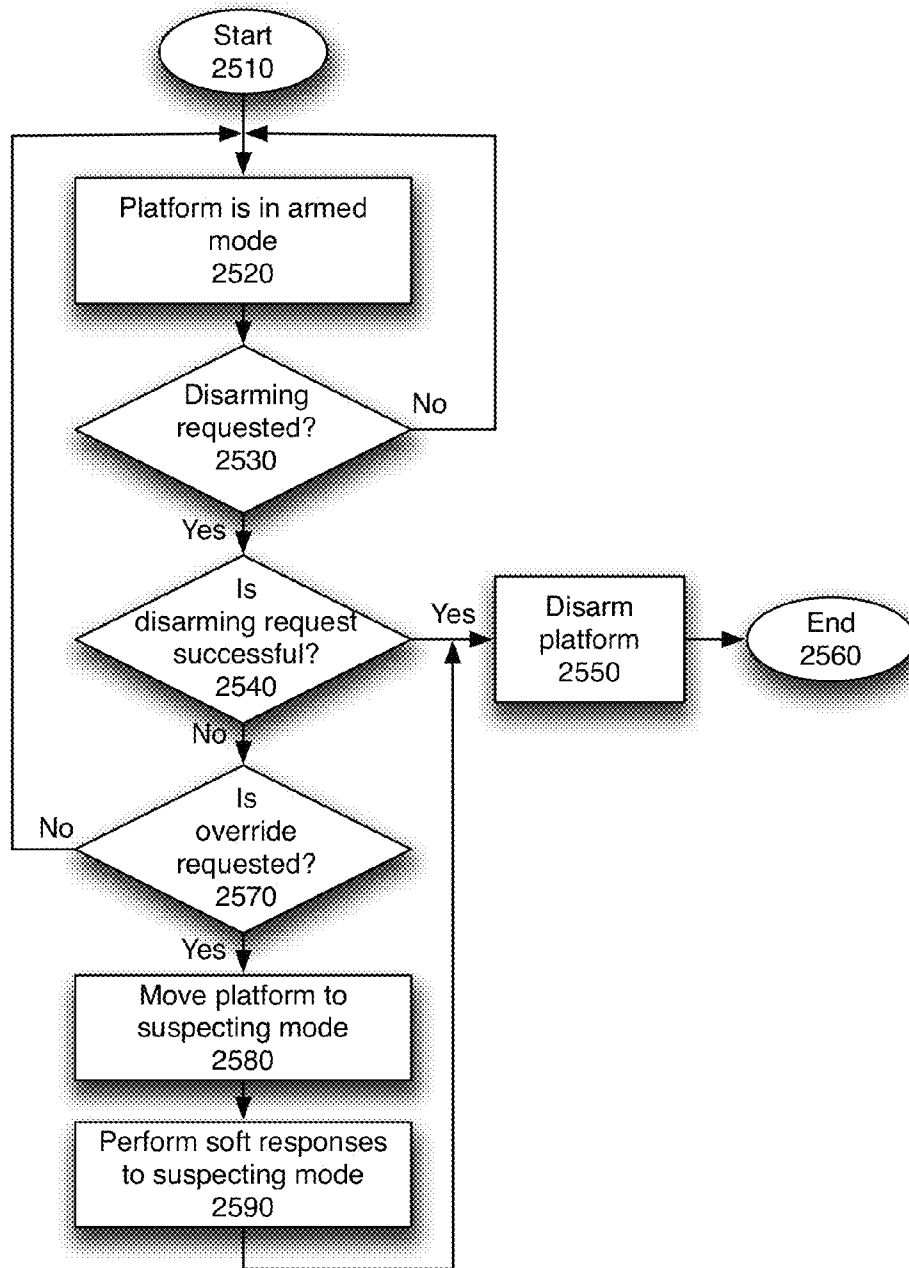 Start
2510
Platform is in armed
mode
2520
Disarming
requested?
2530
No
Yes
Is
disarming request
successful?
2540
Yes
Disarm
platform
2550
End
2560
No
Is
override
requested?
2570
No
Yes
Move platform to
suspecting mode
2580
Perform soft responses
to suspecting mode
2590